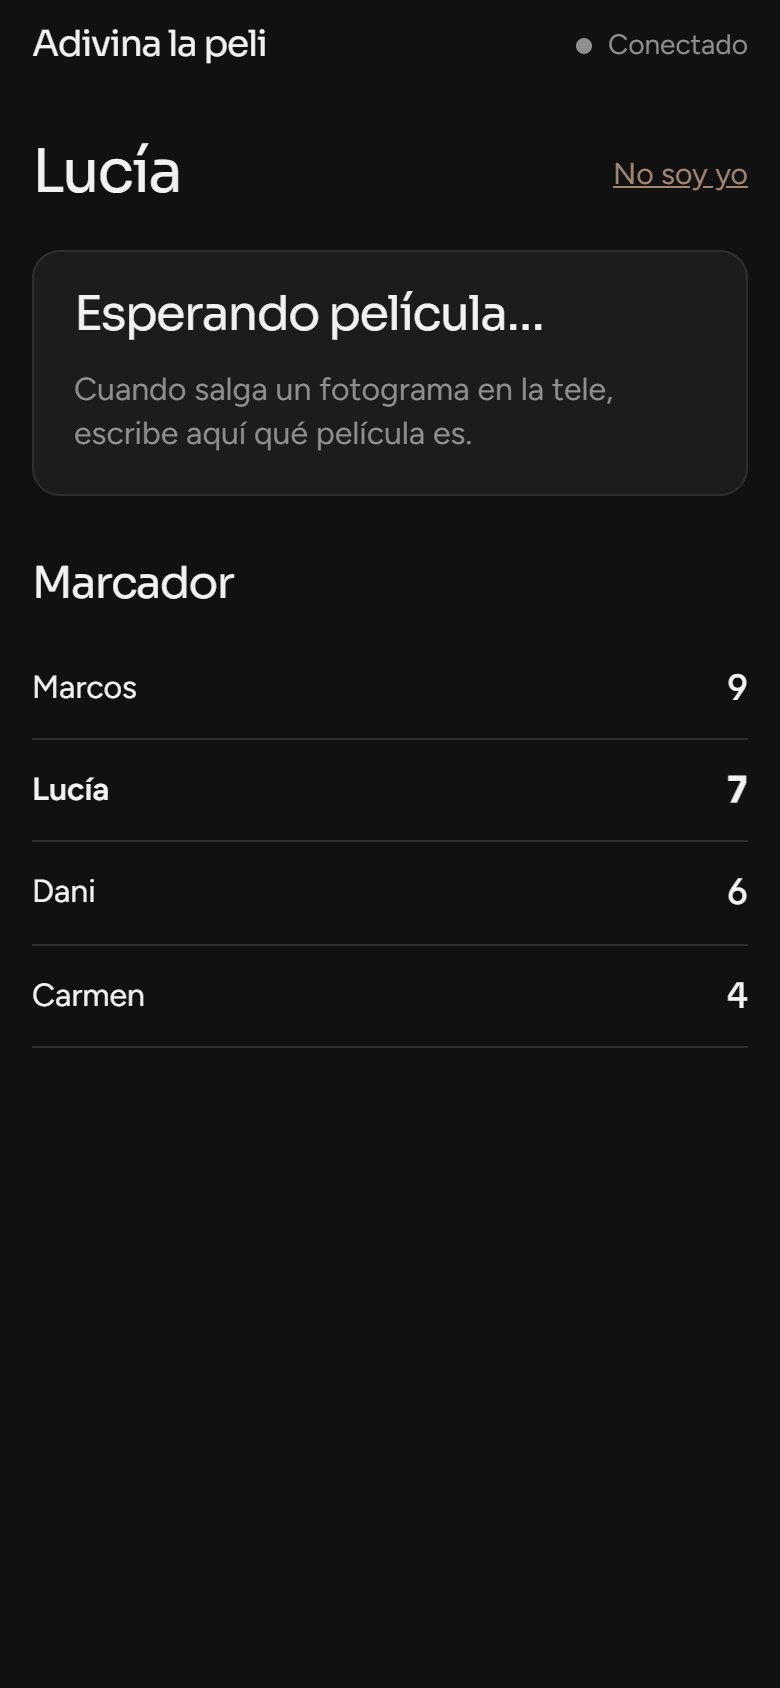 Adivina la peli
Conectado
Lucía
No soy yo
Esperando película...
Cuando salga un fotograma en la tele,
escribe aquí qué película es.
Marcador
Marcos 9
Lucía 7
Dani 6
Carmen 4